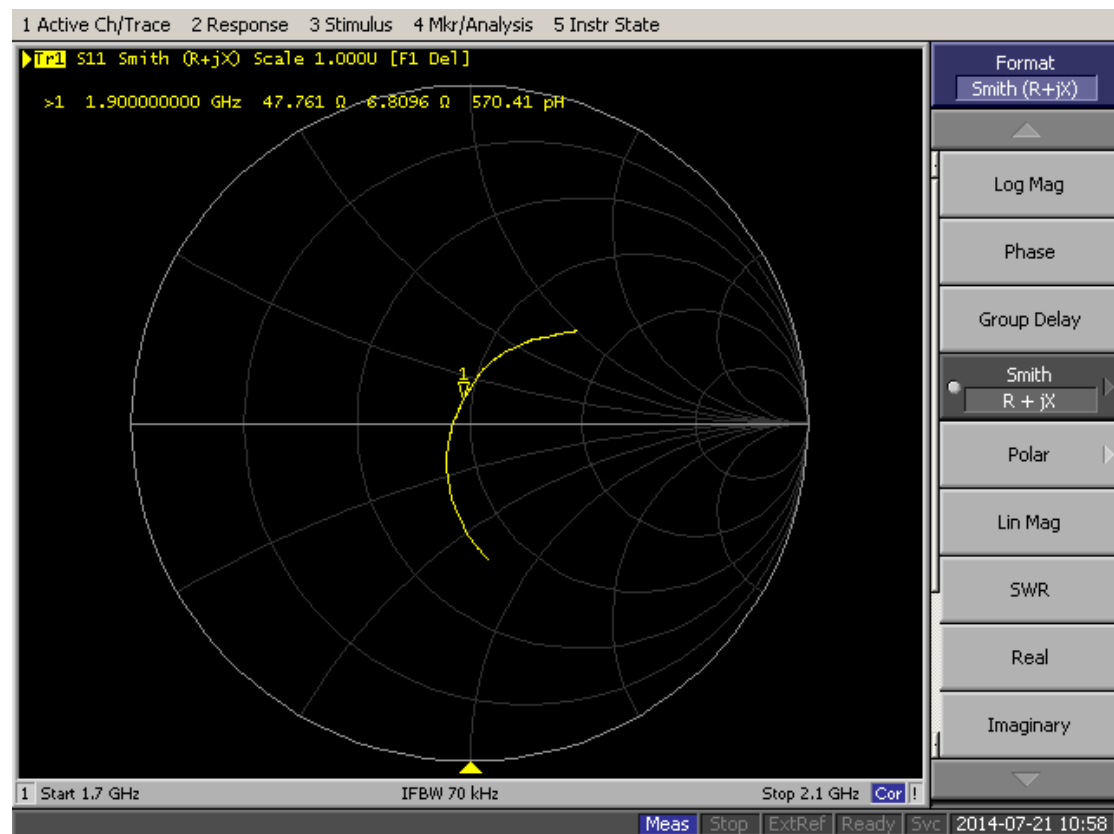 1 Active Ch/Trace 2 Response 3 Stimulus 4 Mkr/Analysis 5 Instr State
Tr1 S11 Smith (R+jX) Scale 1.000U [F1 Del]
>1 1.900000000 GHz 47.761 Ω 6.8096 Ω 570.41 pH
1
1 Start 1.7 GHz IFBW 70 kHz Stop 2.1 GHz Cor !
Format
Smith (R+jX)
Log Mag
Phase
Group Delay
Smith
R + jX
Polar
Lin Mag
SWR
Real
Imaginary
Meas Stop ExtRef Ready Svc 2014-07-21 10:58